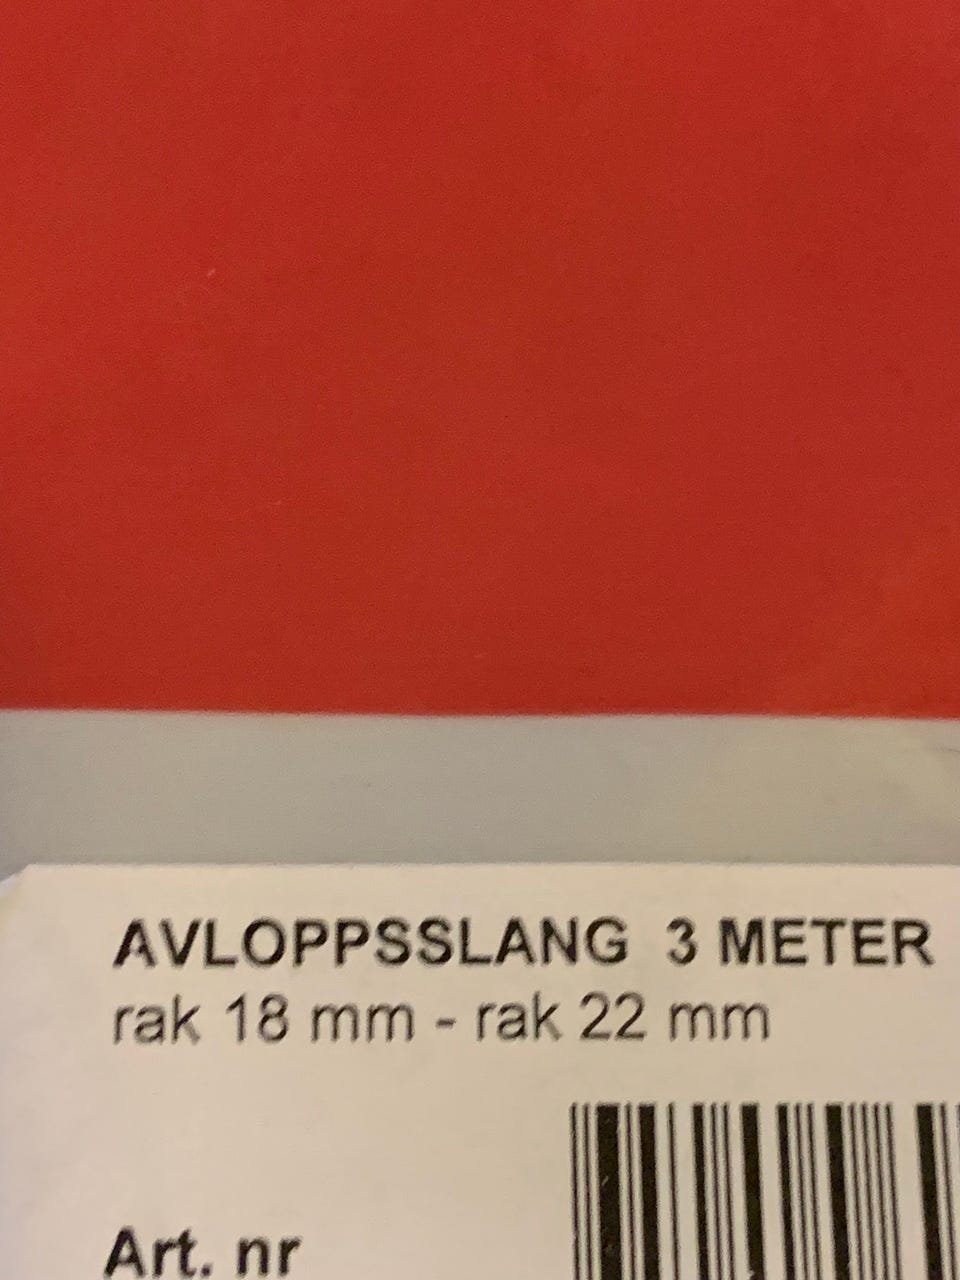 AVLOPPSSLANG 3 METER
rak 18 mm - rak 22 mm
Art. nr